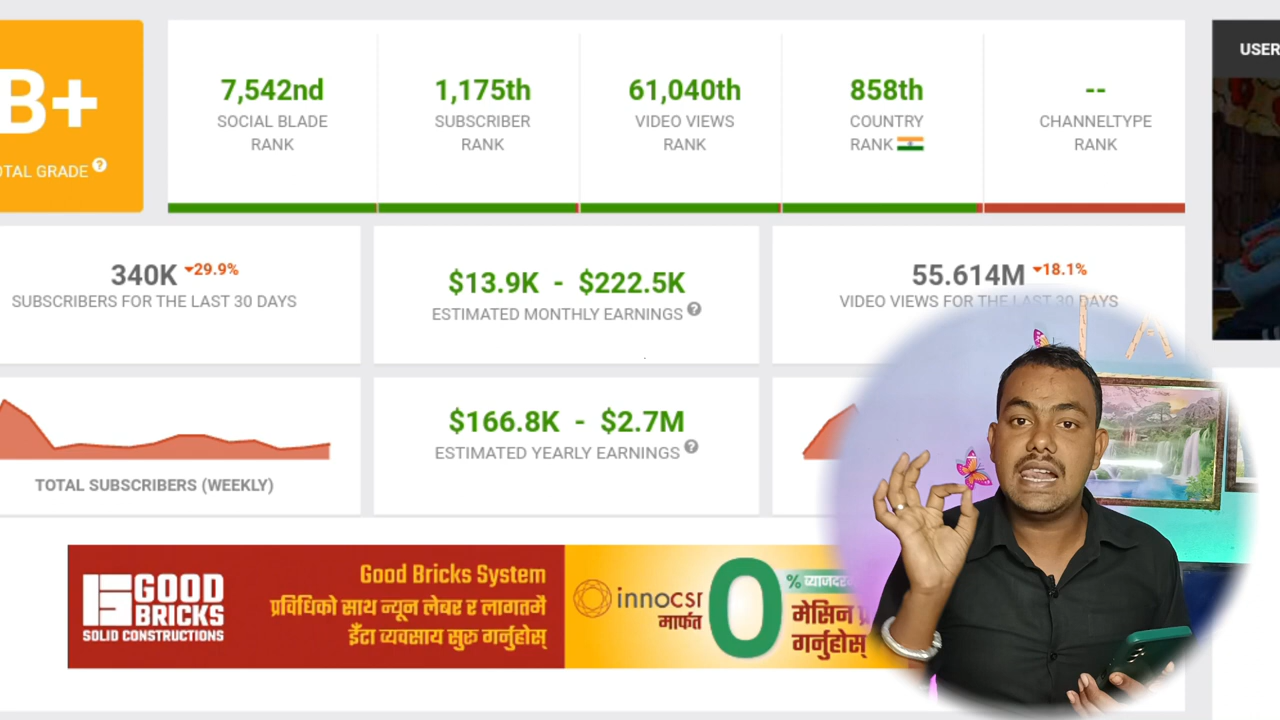 B+
OTAL GRADE ?
7,542nd
SOCIAL BLADE
RANK
1,175th
SUBSCRIBER
RANK
61,040th
VIDEO VIEWS
RANK
858th
COUNTRY
RANK
--
CHANNELTYPE
RANK
USER
340K 29.9%
SUBSCRIBERS FOR THE LAST 30 DAYS
$13.9K - $222.5K
ESTIMATED MONTHLY EARNINGS ?
55.614M 18.1%
VIDEO VIEWS FOR THE LAST 30 DAYS
TOTAL SUBSCRIBERS (WEEKLY)
$166.8K - $2.7M
ESTIMATED YEARLY EARNINGS ?
GOOD
BRICKS
SOLID CONSTRUCTIONS
Good Bricks System
प्रविधिको साथ न्यून लेबर र लागतमै
ईँटा व्यवसाय सुरु गर्नुहोस्
innocsr
मार्फत
0
% ब्याजदरमा
मेसिन
गर्नुहोस्